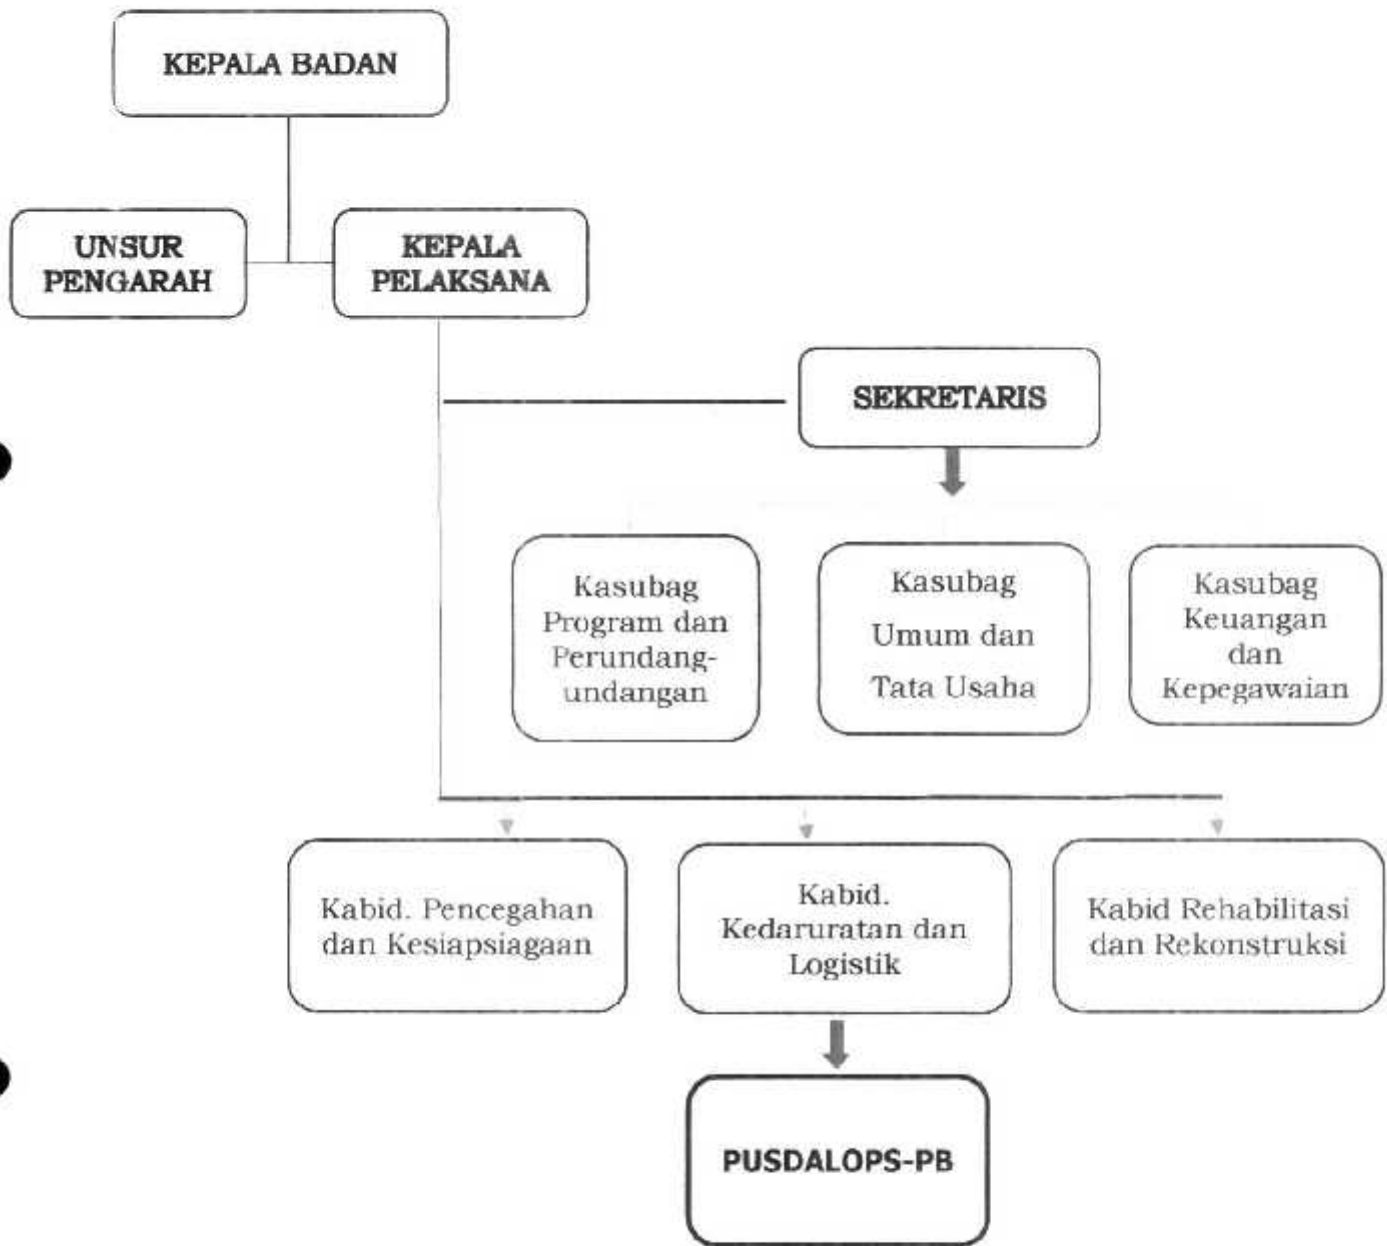 KEPALA BADAN
UNSUR
PENGARAH
KEPALA
PELAKSANA
SEKRETARIS
Kasubag
Program dan
Perundang-
undangan
Kasubag
Umum dan
Tata Usaha
Kasubag
Keuangan
dan
Kepegawaian
Kabid. Pencegahan
dan Kesiapsiagaan
Kabid.
Kedaruratan dan
Logistik
Kabid Rehabilitasi
dan Rekonstruksi
PUSDALOPS-PB